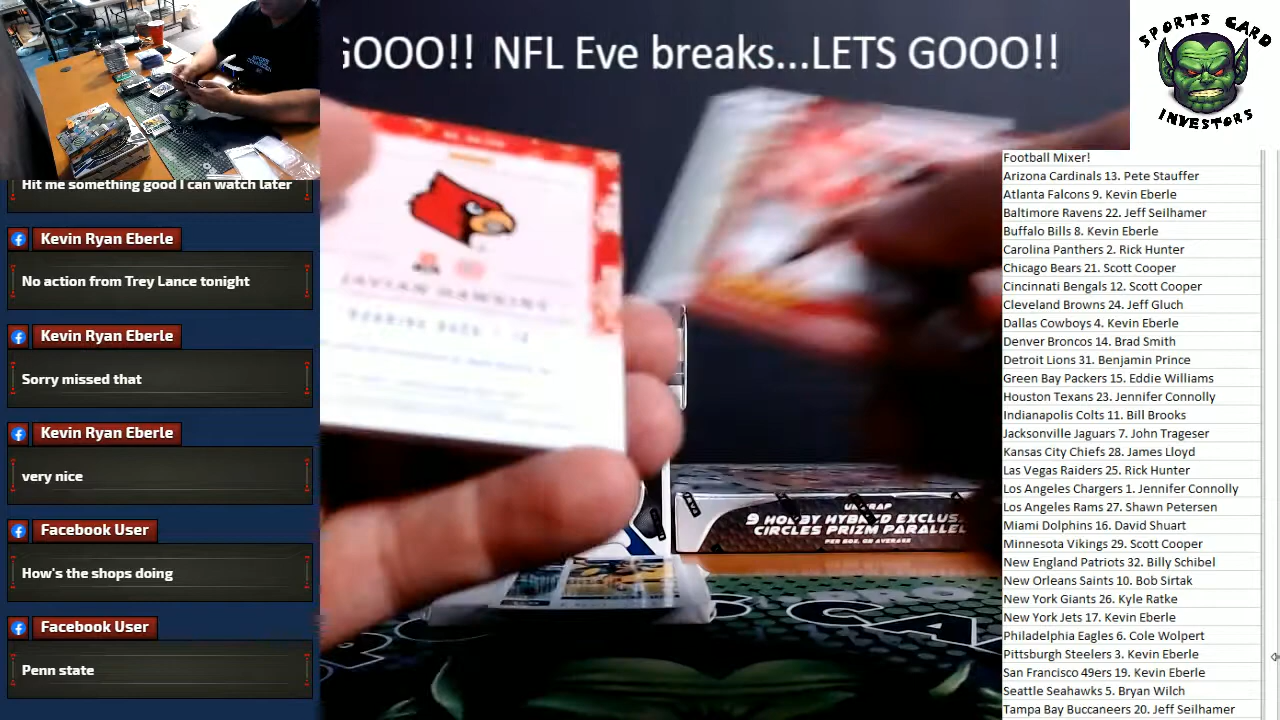 GOOO!! NFL Eve breaks...LETS GOOO!!
SPORTS CARD
INVESTORS
Hit me something good I can watch later
Kevin Ryan Eberle
No action from Trey Lance tonight
Kevin Ryan Eberle
Sorry missed that
Kevin Ryan Eberle
very nice
Facebook User
How's the shops doing
Facebook User
Penn state
JAVIAN HAWKINS
9 HOBBY HYBRID EXCLUS
CIRCLES PRIZM PARALLEL
PER BOX, ON AVERAGE
Football Mixer!
Arizona Cardinals 13. Pete Stauffer
Atlanta Falcons 9. Kevin Eberle
Baltimore Ravens 22. Jeff Seilhamer
Buffalo Bills 8. Kevin Eberle
Carolina Panthers 2. Rick Hunter
Chicago Bears 21. Scott Cooper
Cincinnati Bengals 12. Scott Cooper
Cleveland Browns 24. Jeff Gluch
Dallas Cowboys 4. Kevin Eberle
Denver Broncos 14. Brad Smith
Detroit Lions 31. Benjamin Prince
Green Bay Packers 15. Eddie Williams
Houston Texans 23. Jennifer Connolly
Indianapolis Colts 11. Bill Brooks
Jacksonville Jaguars 7. John Trageser
Kansas City Chiefs 28. James Lloyd
Las Vegas Raiders 25. Rick Hunter
Los Angeles Chargers 1. Jennifer Connolly
Los Angeles Rams 27. Shawn Petersen
Miami Dolphins 16. David Shuart
Minnesota Vikings 29. Scott Cooper
New England Patriots 32. Billy Schibel
New Orleans Saints 10. Bob Sirtak
New York Giants 26. Kyle Ratke
New York Jets 17. Kevin Eberle
Philadelphia Eagles 6. Cole Wolpert
Pittsburgh Steelers 3. Kevin Eberle
San Francisco 49ers 19. Kevin Eberle
Seattle Seahawks 5. Bryan Wilch
Tampa Bay Buccaneers 20. Jeff Seilhamer